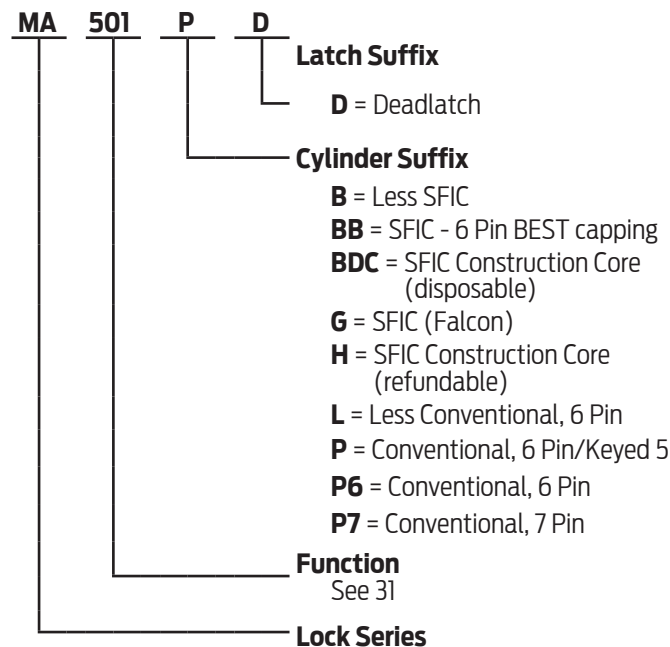 MA 501 P D
Latch Suffix
D = Deadlatch
Cylinder Suffix
B = Less SFIC
BB = SFIC - 6 Pin BEST capping
BDC = SFIC Construction Core
(disposable)
G = SFIC (Falcon)
H = SFIC Construction Core
(refundable)
L = Less Conventional, 6 Pin
P = Conventional, 6 Pin/Keyed 5
P6 = Conventional, 6 Pin
P7 = Conventional, 7 Pin
Function
See 31
Lock Series